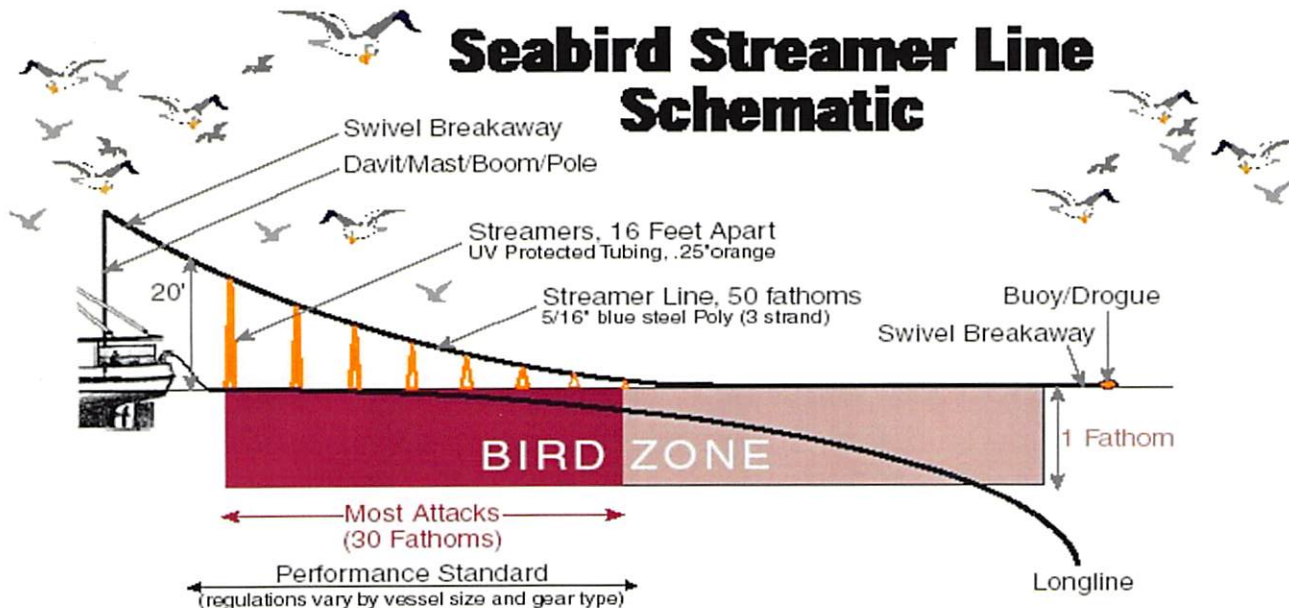 Seabird Streamer Line
Schematic
Swivel Breakaway
Davit/Mast/Boom/Pole
Streamers, 16 Feet Apart
UV Protected Tubing, .25"orange
20'
Streamer Line, 50 fathoms
5/16" blue steel Poly (3 strand)
Buoy/Drogue
Swivel Breakaway
1 Fathom
BIRD ZONE
Most Attacks
(30 Fathoms)
Performance Standard
(regulations vary by vessel size and gear type)
Longline